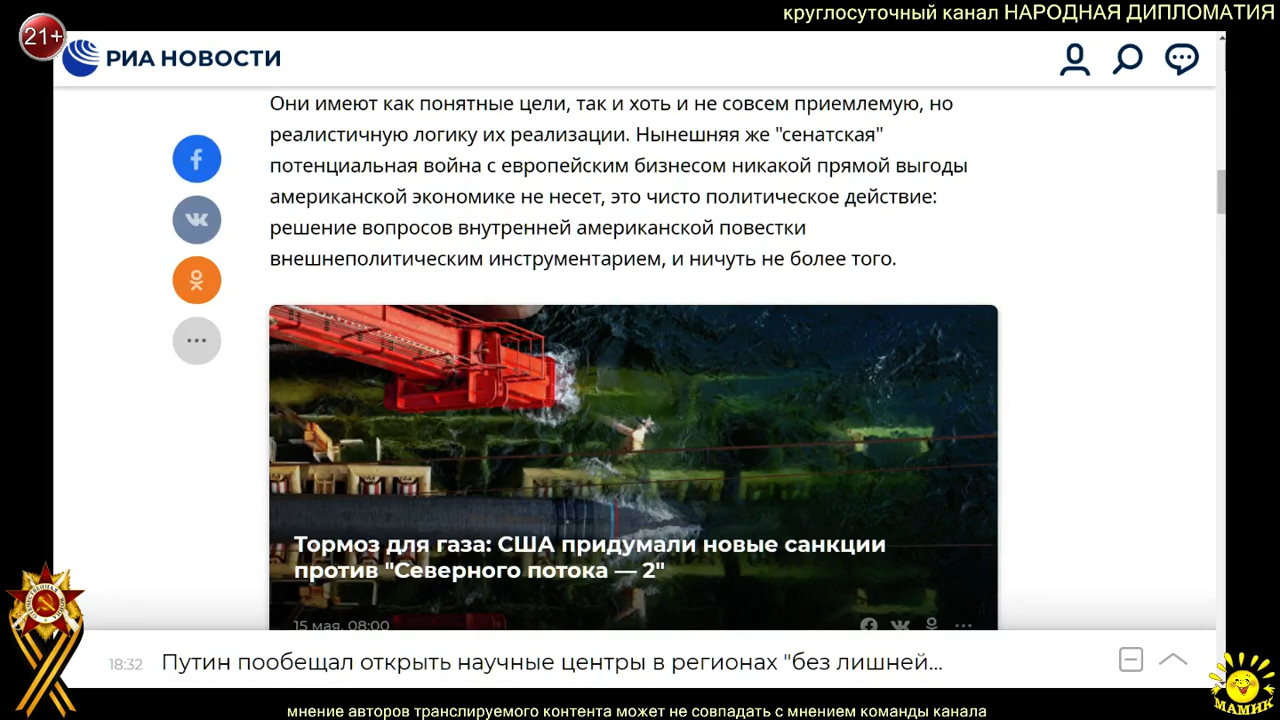 круглосуточный канал НАРОДНАЯ ДИПЛОМАТИЯ
21+
РИА НОВОСТИ
Они имеют как понятные цели, так и хоть и не совсем приемлемую, но
реалистичную логику их реализации. Нынешняя же "сенатская"
потенциальная война с европейским бизнесом никакой прямой выгоды
американской экономике не несет, это чисто политическое действие:
решение вопросов внутренней американской повестки
внешнеполитическим инструментарием, и ничуть не более того.
Тормоз для газа: США придумали новые санкции
против "Северного потока — 2"
15 мая, 08:00
18:32 Путин пообещал открыть научные центры в регионах "без лишней...
МАМИК
мнение авторов транслируемого контента может не совпадать с мнением команды канала